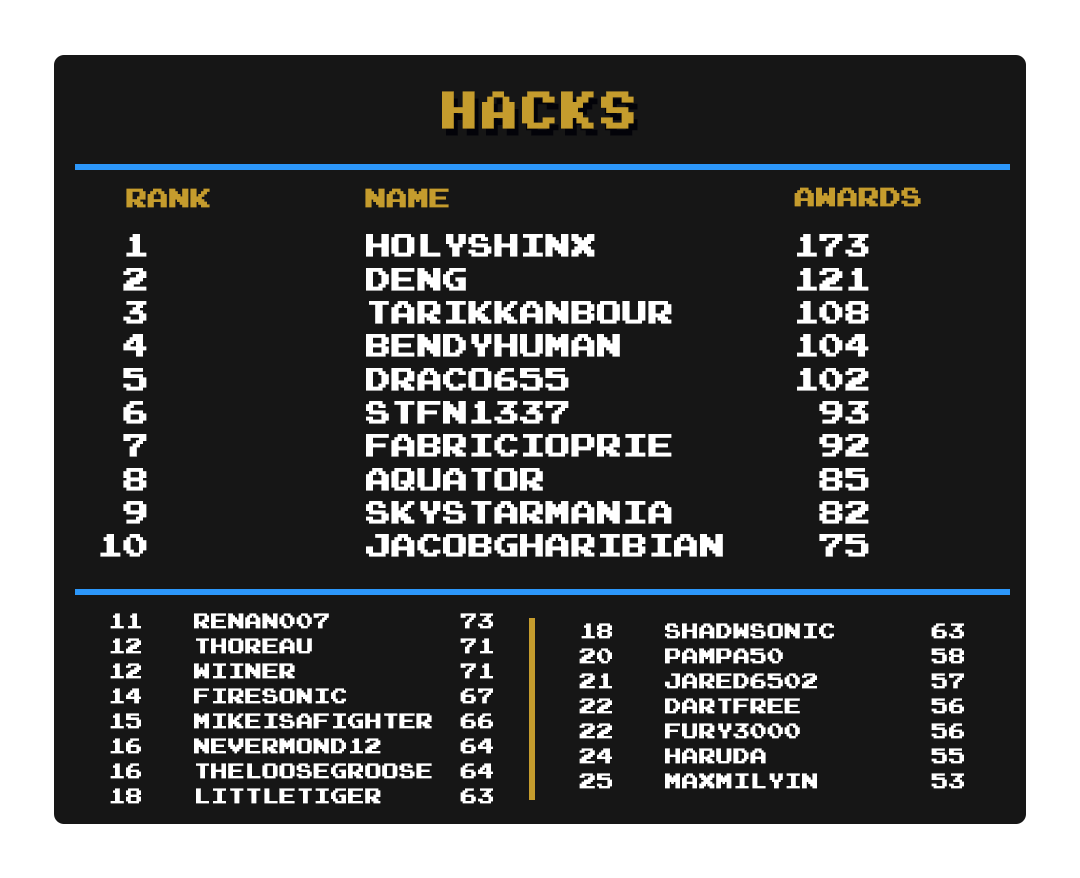 HACKS
RANK NAME AWARDS
1 HOLYSHINX 173
2 DENG 121
3 TARIKKANBOUR 108
4 BENDYHUMAN 104
5 DRACO655 102
6 STFN1337 93
7 FABRICIOPRIE 92
8 AQUATOR 85
9 SKYSTARMANIA 82
10 JACOBGHARIBIAN 75
11 RENAN007 73
12 THOREAU 71
12 WIINER 71
14 FIRESONIC 67
15 MIKEISAFIGHTER 66
16 NEVERMOND12 64
16 THELOOSEGROOSE 64
18 LITTLETIGER 63
18 SHADWSONIC 63
20 PAMPA50 58
21 JARED6502 57
22 DARTFREE 56
22 FURY3000 56
24 HARUDA 55
25 MAXMILYIN 53